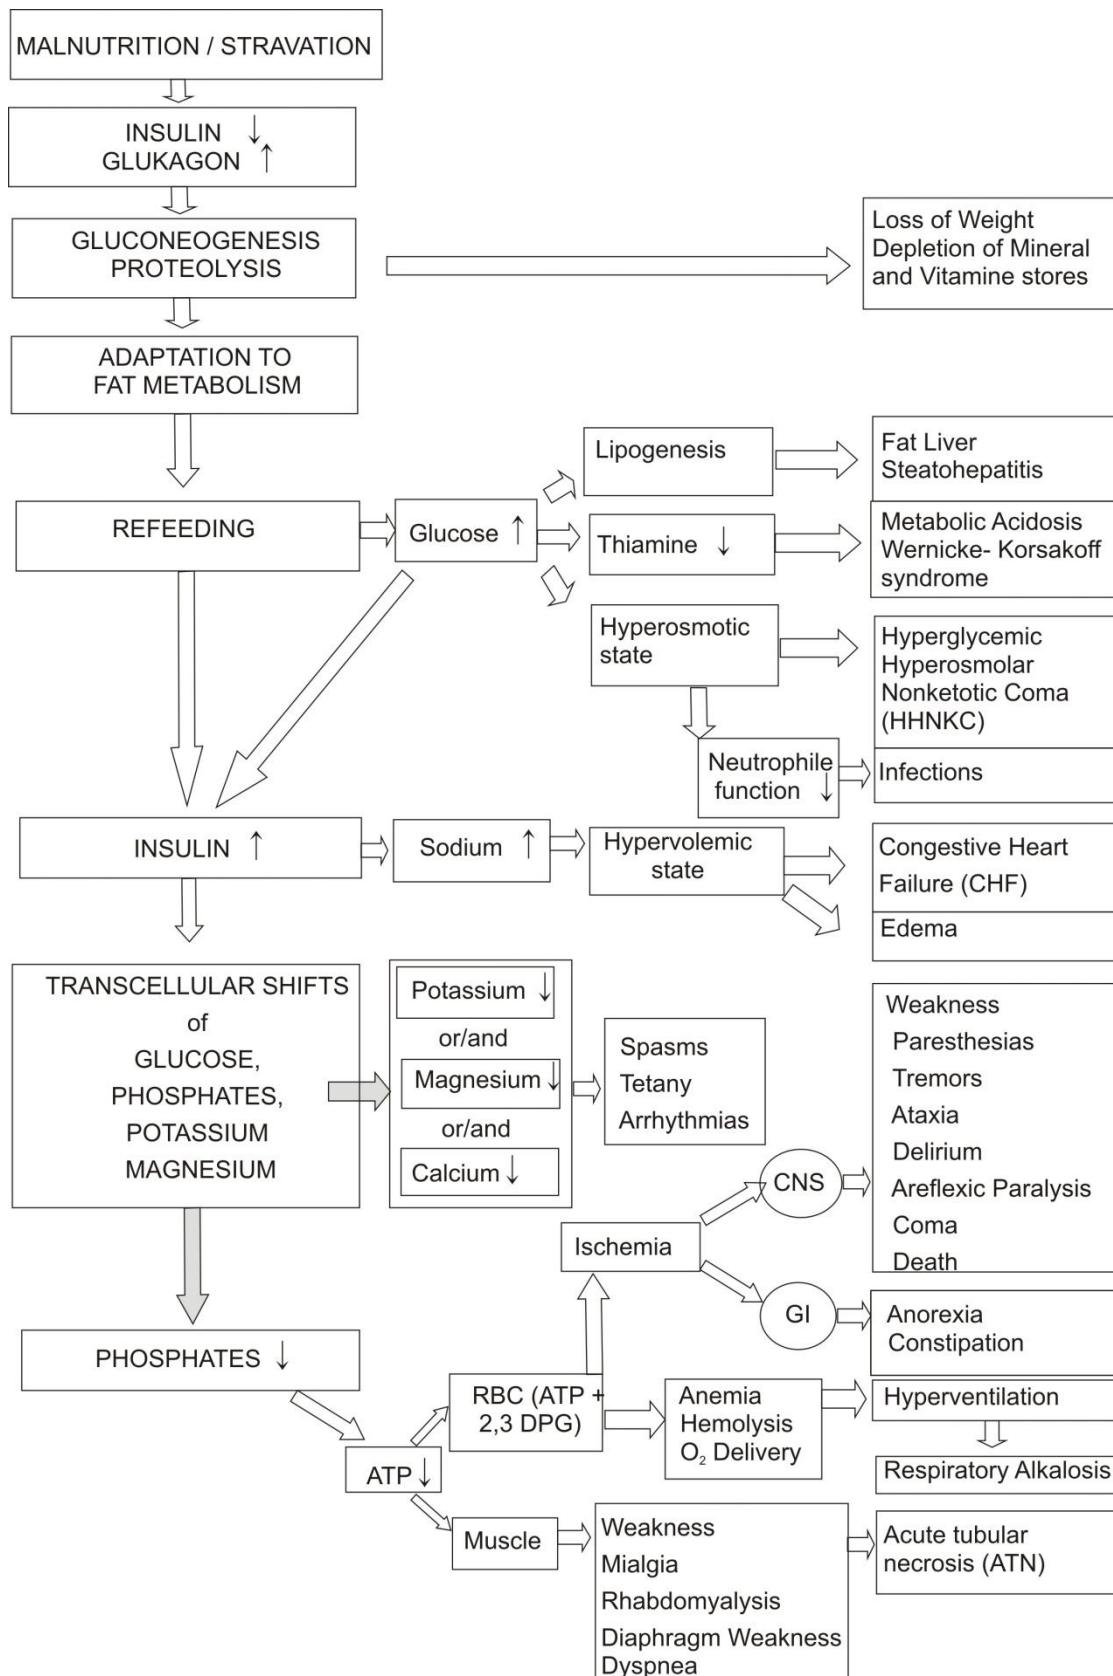 MALNUTRITION / STRAVATION
INSULIN ↓
GLUKAGON ↑
GLUCONEOGENESIS
PROTEOLYSIS
Loss of Weight
Depletion of Mineral
and Vitamine stores
ADAPTATION TO
FAT METABOLISM
REFEEDING
Glucose ↑
Lipogenesis
Fat Liver
Steatohepatitis
Thiamine ↓
Metabolic Acidosis
Wernicke- Korsakoff
syndrome
Hyperosmotic
state
Hyperglycemic
Hyperosmolar
Nonketotic Coma
(HHNKC)
Neutrophile
function ↓
Infections
INSULIN ↑
Sodium ↑
Hypervolemic
state
Congestive Heart
Failure (CHF)
Edema
TRANSCELLULAR SHIFTS
of
GLUCOSE,
PHOSPHATES,
POTASSIUM
MAGNESIUM
Potassium ↓
or/and
Magnesium ↓
or/and
Calcium ↓
Spasms
Tetany
Arrhythmias
Ischemia
CNS
Weakness
Paresthesias
Tremors
Ataxia
Delirium
Areflexic Paralysis
Coma
Death
GI
Anorexia
Constipation
PHOSPHATES ↓
ATP ↓
RBC (ATP +
2,3 DPG)
Anemia
Hemolysis
O₂ Delivery
Hyperventilation
Respiratory Alkalosis
Muscle
Weakness
Mialgia
Rhabdomyalysis
Diaphragm Weakness
Dyspnea
Acute tubular
necrosis (ATN)